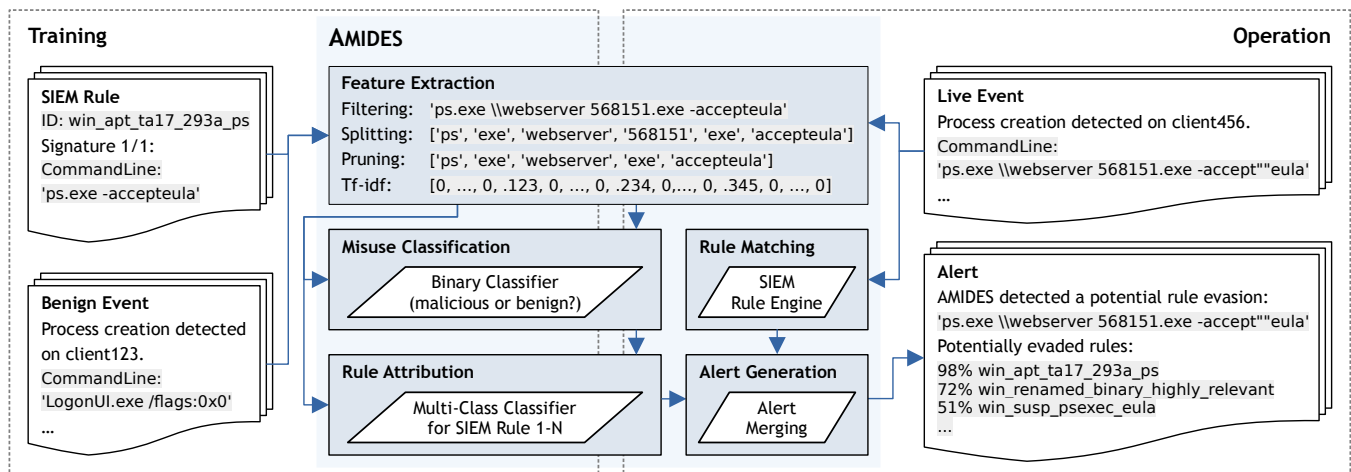 Training
AMIDES
Operation
SIEM Rule
ID: win_apt_ta17_293a_ps
Signature 1/1:
CommandLine:
'ps.exe -accepteula'
Benign Event
Process creation detected
on client123.
CommandLine:
'LogonUI.exe /flags:0x0'
...
Feature Extraction
Filtering: 'ps.exe \\webserver 568151.exe -accepteula'
Splitting: ['ps', 'exe', 'webserver', '568151', 'exe', 'accepteula']
Pruning: ['ps', 'exe', 'webserver', 'exe', 'accepteula']
Tf-idf: [0, ..., 0, .123, 0, ..., 0, .234, 0,..., 0, .345, 0, ..., 0]
Misuse Classification
Binary Classifier
(malicious or benign?)
Rule Matching
SIEM
Rule Engine
Rule Attribution
Multi-Class Classifier
for SIEM Rule 1-N
Alert Generation
Alert
Merging
Live Event
Process creation detected on client456.
CommandLine:
'ps.exe \\webserver 568151.exe -accept""eula'
...
Alert
AMIDES detected a potential rule evasion:
'ps.exe \\webserver 568151.exe -accept""eula'
Potentially evaded rules:
98% win_apt_ta17_293a_ps
72% win_renamed_binary_highly_relevant
51% win_susp_psexec_eula
...